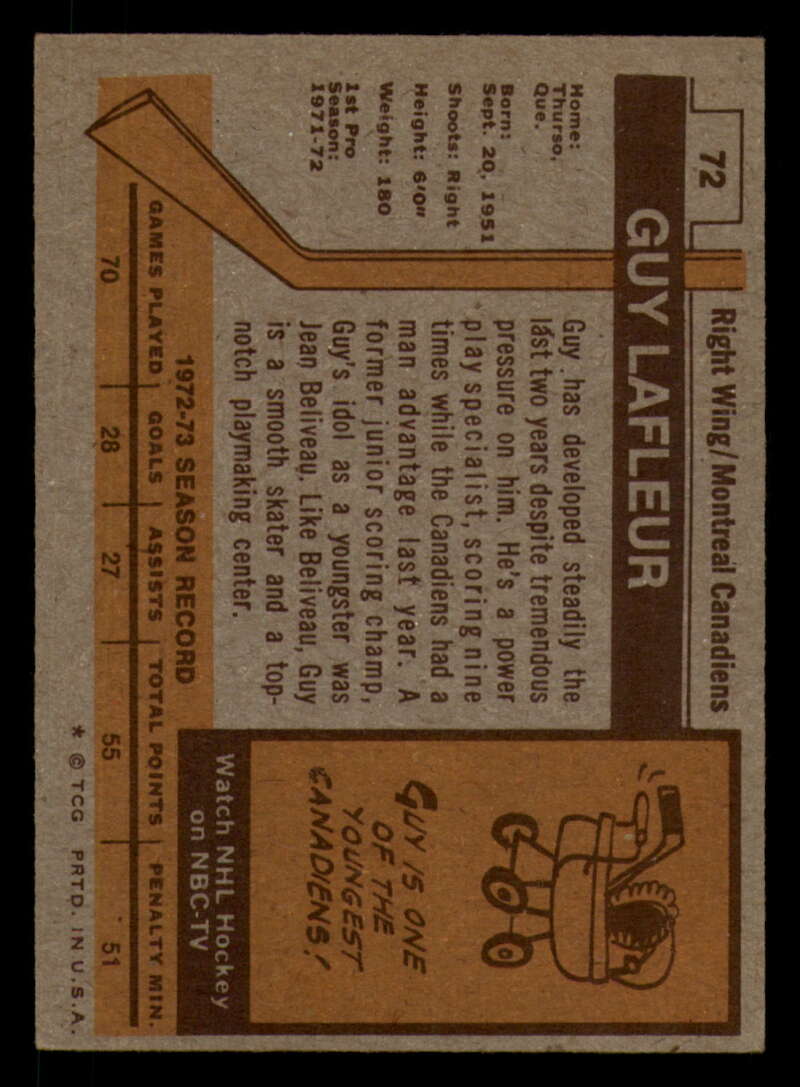 72
Right Wing/Montreal Canadiens
GUY LAFLEUR
Home:
Thurso,
Que.
Born:
Sept. 20, 1951
Shoots: Right
Height: 6'0"
Weight: 180
1st Pro
Season:
1971-72
Guy has developed steadily the
last two years despite tremendous
pressure on him. He's a power
play specialist, scoring nine
times while the Canadiens had a
man advantage last year. A
former junior scoring champ,
Guy's idol as a youngster was
Jean Beliveau. Like Beliveau, Guy
is a smooth skater and a top-
notch playmaking center.
GUY IS ONE
OF THE
YOUNGEST
CANADIENS!
Watch NHL Hockey
on NBC-TV
1972-73 SEASON RECORD
GAMES PLAYED GOALS ASSISTS TOTAL POINTS PENALTY MIN.
70 28 27 55 51
* © TCG PRTD. IN U.S.A.